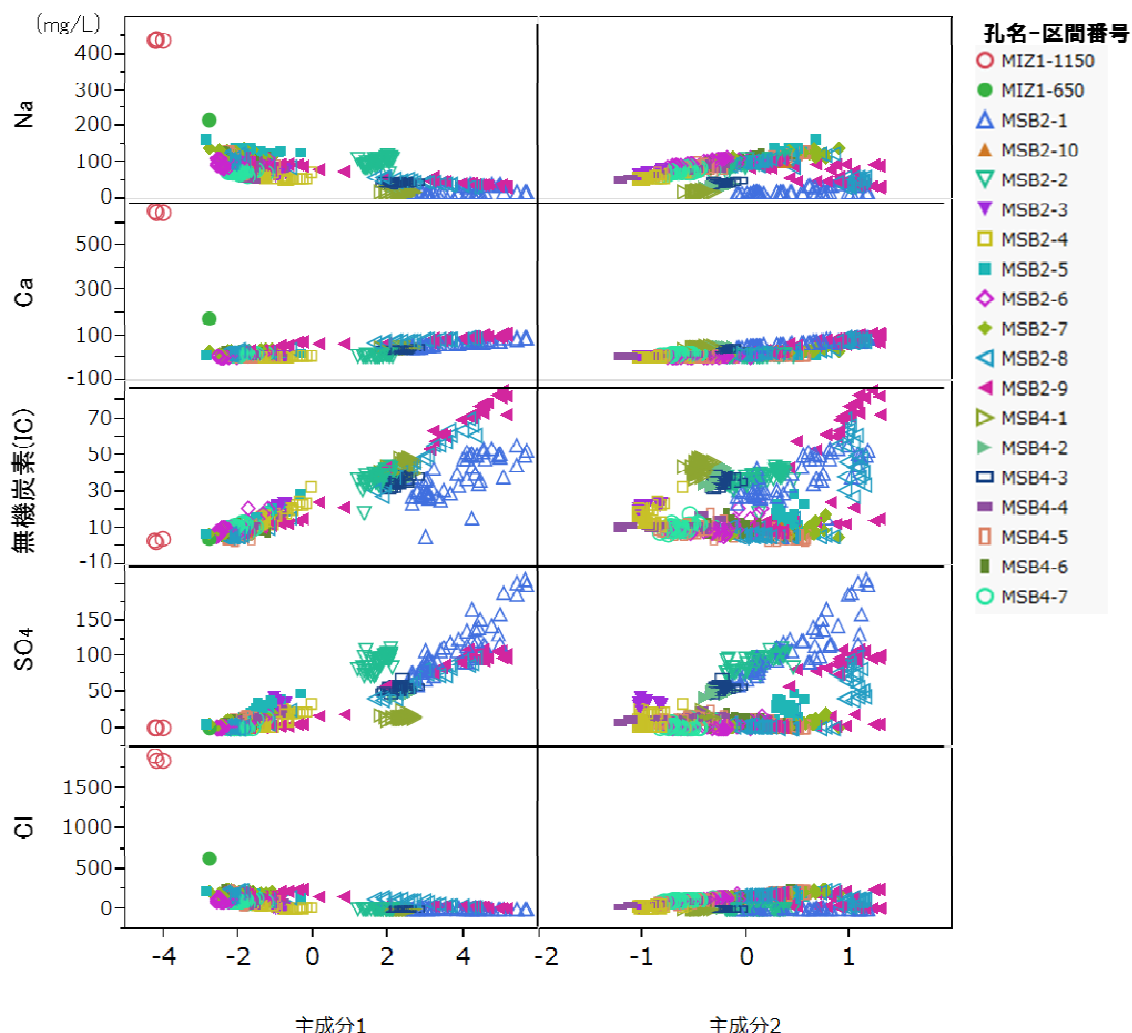 (mg/L)
孔名-区間番号
MIZ1-1150
MIZ1-650
MSB2-1
MSB2-10
MSB2-2
MSB2-3
MSB2-4
MSB2-5
MSB2-6
MSB2-7
MSB2-8
MSB2-9
MSB4-1
MSB4-2
MSB4-3
MSB4-4
MSB4-5
MSB4-6
MSB4-7
Na
400
300
200
100
0
Ca
500
300
100
-100
無機炭素(IC)
70
50
30
10
-10
SO4
150
100
50
0
Cl
1500
1000
500
0
-4 -2 0 2 4 -2 -1 0 1
主成分1 主成分2